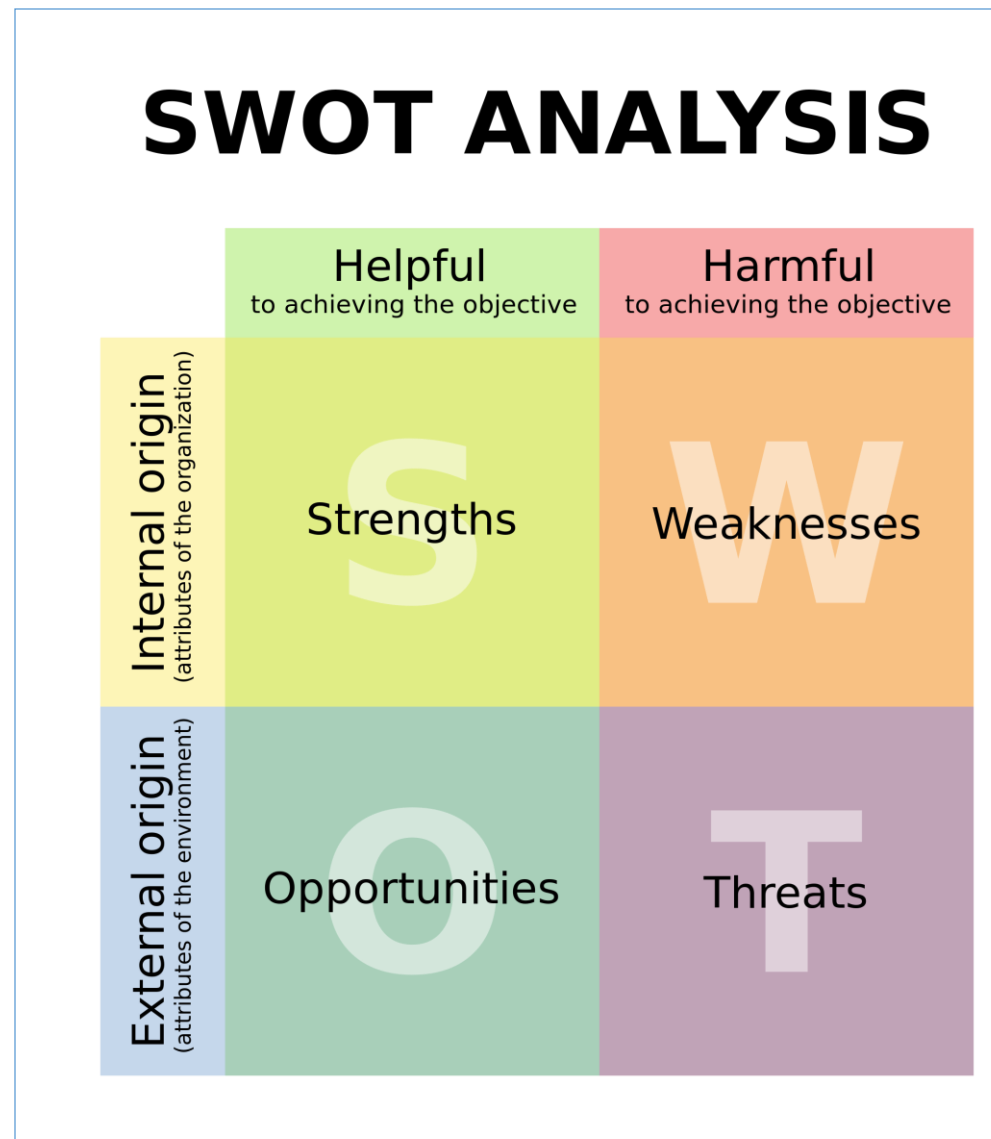 SWOT ANALYSIS
Helpful
to achieving the objective
Harmful
to achieving the objective
Internal origin
(attributes of the organization)
S
Strengths
W
Weaknesses
External origin
(attributes of the environment)
O
Opportunities
T
Threats